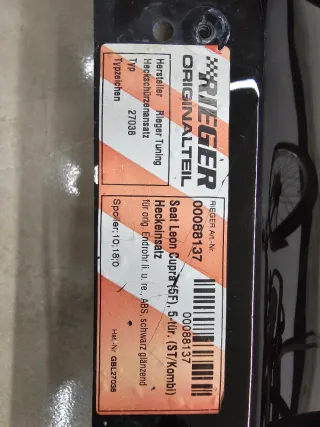 RIEGER
ORIGINALTEIL
Hersteller Rieger Tuning
Heckschürzenansatz
Typ 27038
Typzeichen
RIEGER Art.-Nr.
00088137
00088137
Seat Leon Cupra (5F), 5-tür. (ST/Kombi)
Heckeinsatz
für orig. Endrohr li. u. re., ABS, schwarz glänzend
Spoiler:10;18;0
Hst.-Nr. GBL27038